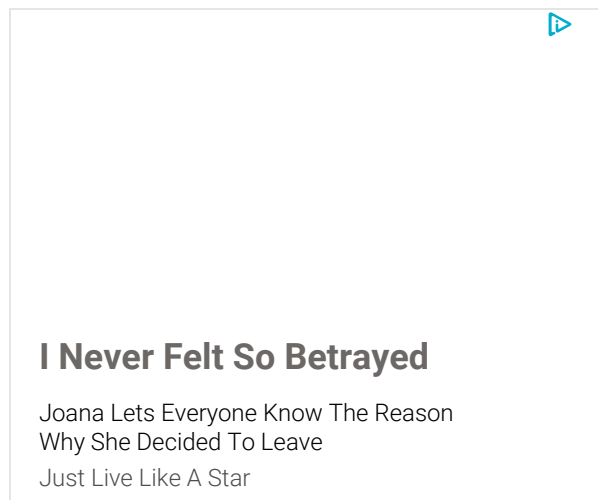 I Never Felt So Betrayed
Joana Lets Everyone Know The Reason
Why She Decided To Leave
Just Live Like A Star